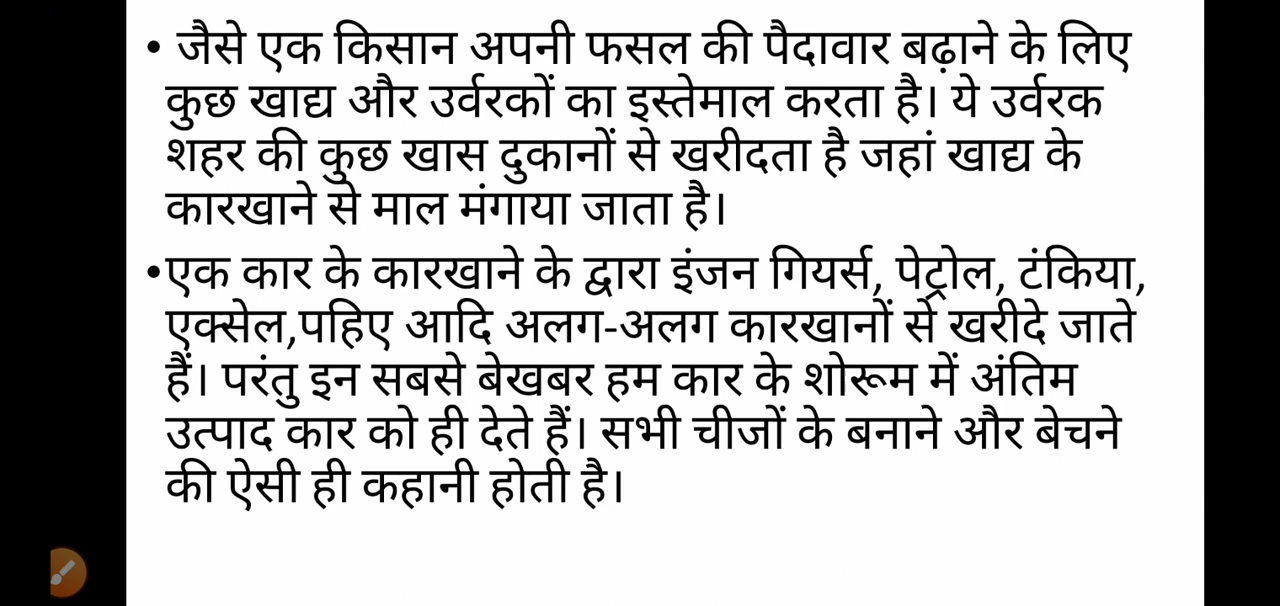 • जैसे एक किसान अपनी फसल की पैदावार बढ़ाने के लिए
कुछ खाद्य और उर्वरकों का इस्तेमाल करता है। ये उर्वरक
शहर की कुछ खास दुकानों से खरीदता है जहां खाद्य के
कारखाने से माल मंगाया जाता है।
•एक कार के कारखाने के द्वारा इंजन गियर्स, पेट्रोल, टंकिया,
एक्सेल,पहिए आदि अलग-अलग कारखानों से खरीदे जाते
हैं। परंतु इन सबसे बेखबर हम कार के शोरूम में अंतिम
उत्पाद कार को ही देते हैं। सभी चीजों के बनाने और बेचने
की ऐसी ही कहानी होती है।